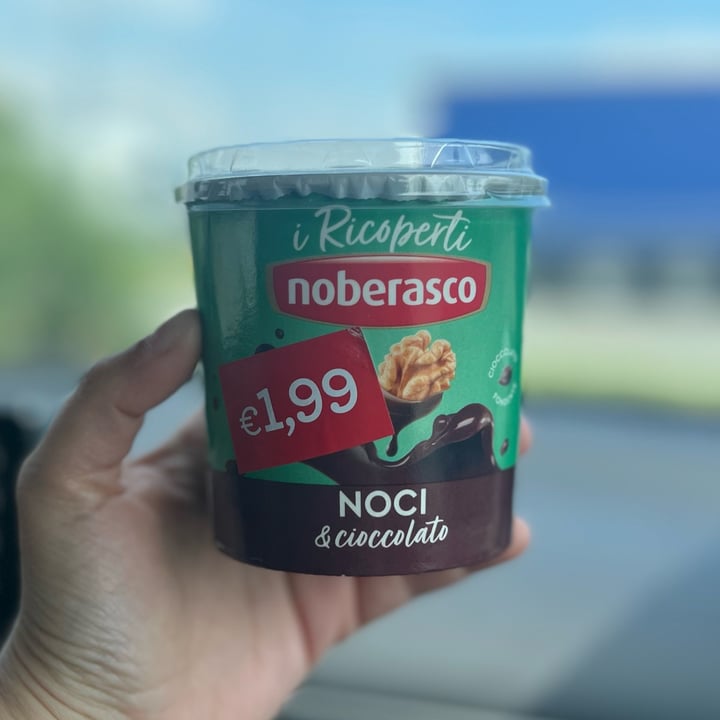 i Ricoperti
noberasco
€1,99
NOCI
& cioccolato